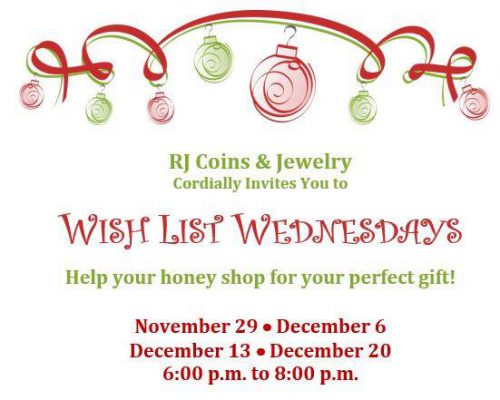 RJ Coins & Jewelry
Cordially Invites You to
WISH LIST WEDNESDAYS
Help your honey shop for your perfect gift!
November 29 • December 6
December 13 • December 20
6:00 p.m. to 8:00 p.m.